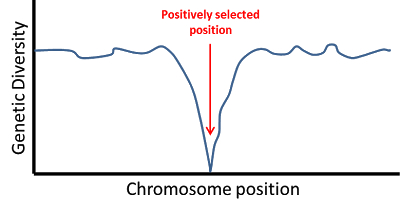 Positively selected
position
Genetic Diversity
Chromosome position